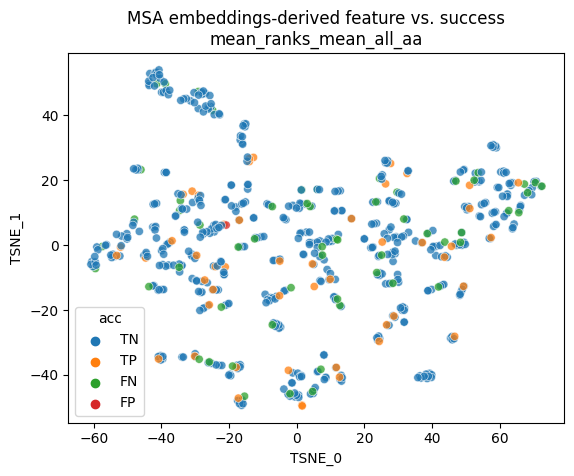 MSA embeddings-derived feature vs. success
mean_ranks_mean_all_aa
TSNE_1
40
20
0
−20
−40
acc
TN
TP
FN
FP
−60 −40 −20 0 20 40 60
TSNE_0